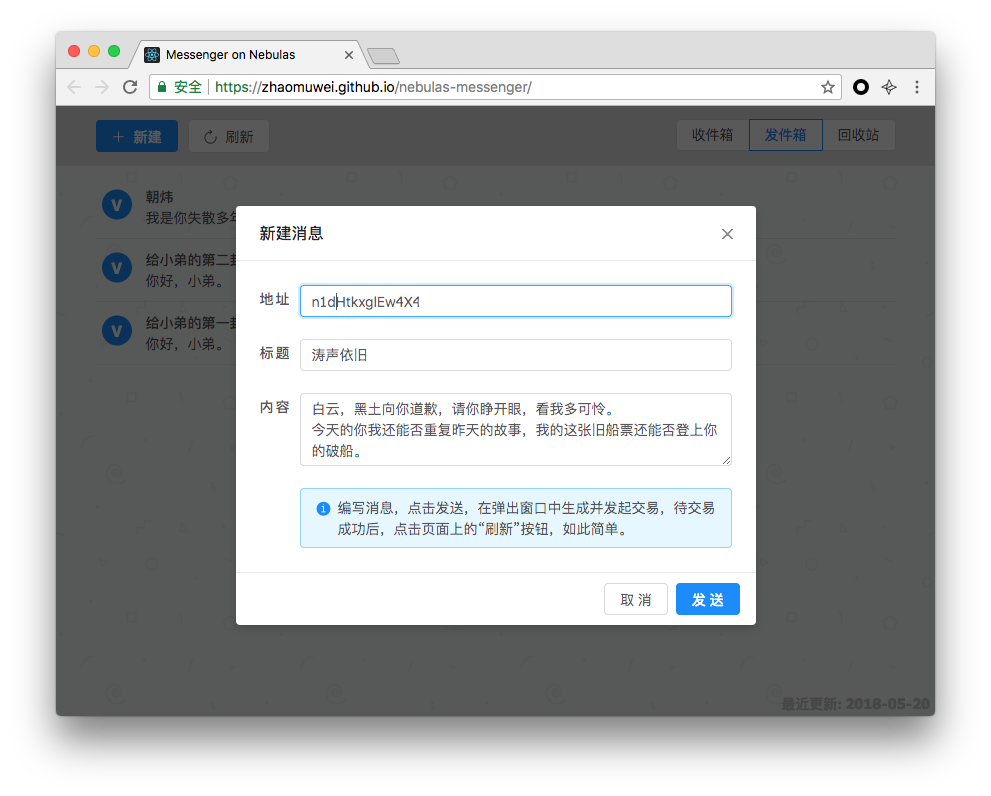 Messenger on Nebulas
安全
https://zhaomuwei.github.io/nebulas-messenger/
新建
刷新
收件箱
发件箱
回收站
V
朝炜
我是你失散多年
V
给小弟的第二
你好，小弟。
V
给小弟的第一
你好，小弟。
新建消息
地址
n1dHtkxglEw4X4
标题
涛声依旧
内容
白云，黑土向你道歉，请你睁开眼，看我多可怜。
今天的你我还能否重复昨天的故事，我的这张旧船票还能否登上你
的破船。
编写消息，点击发送，在弹出窗口中生成并发起交易，待交易
成功后，点击页面上的“刷新”按钮，如此简单。
取 消
发 送
最近更新: 2018-05-20